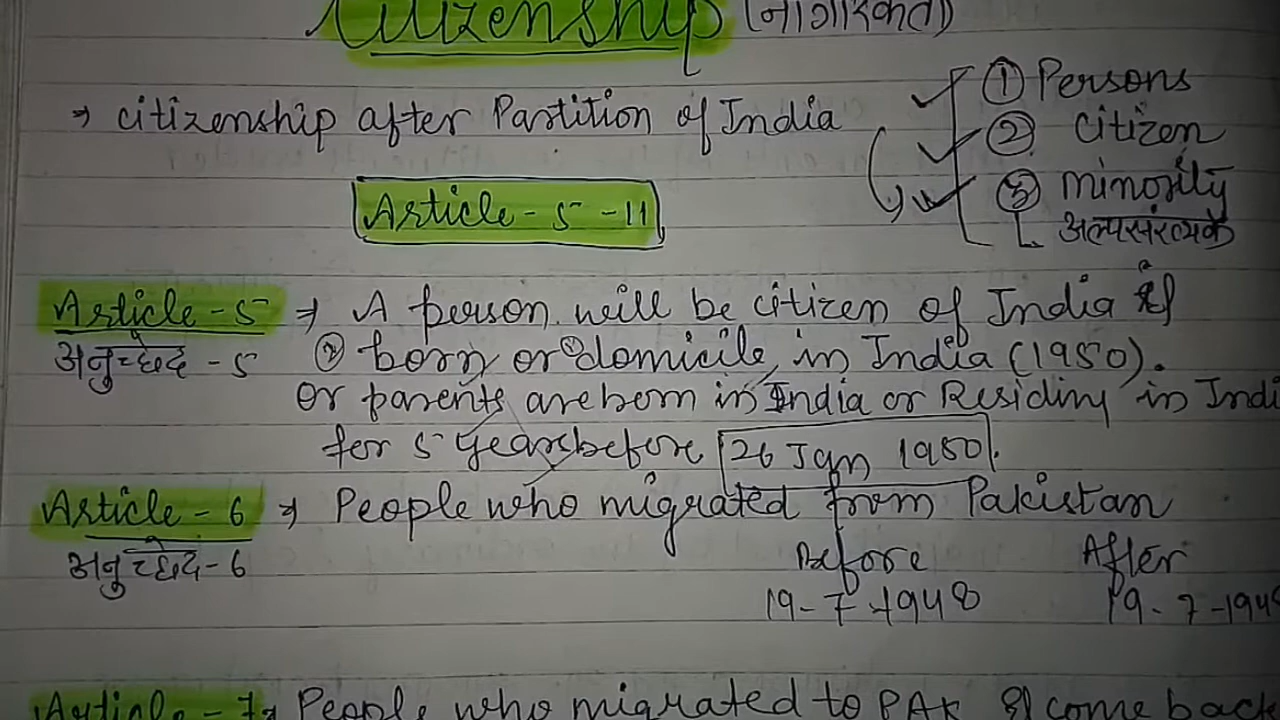 Citizenship (नागरिकता)
→ citizenship after Partition of India
① Persons
② citizen
③ minority
अल्पसंख्यक
Article - 5 - 11
Article - 5 → A person will be citizen of India if
अनुच्छेद - 5 ② born or ① domicile in India (1950).
or parents are born in India or Residing in Indi
for 5 years before 26 Jan 1950.
Article - 6 → People who migrated from Pakistan
अनुच्छेद - 6 Before After
19 - 7 - 1948 19 - 7 - 1948
Article - 7 → People who migrated to PAK & come back